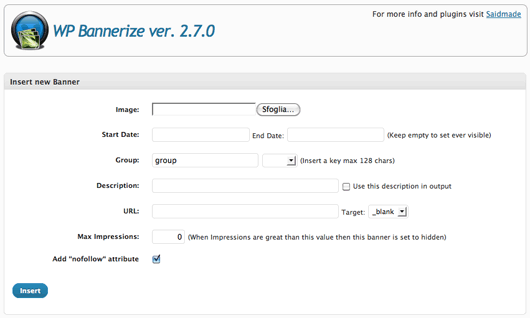 For more info and plugins visit Saidmade
WP Bannerize ver. 2.7.0
Insert new Banner
Image: Sfoglia...
Start Date: End Date: (Keep empty to set ever visible)
Group: group (Insert a key max 128 chars)
Description: Use this description in output
URL: Target: _blank
Max Impressions: 0 (When Impressions are great than this value then this banner is set to hidden)
Add "nofollow" attribute
Insert